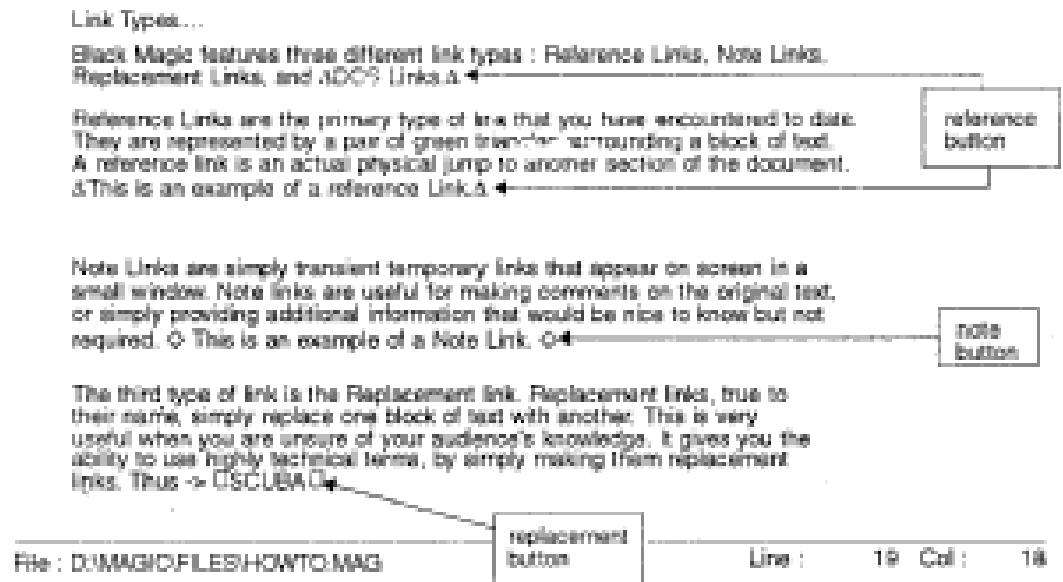 Link Types....
Black Magic features three different link types : Reference Links, Note Links,
Replacement Links, and ∆DOS Links.∆
Reference Links are the primary type of link that you have encountered to date.
They are represented by a pair of green triangles surrounding a block of text.
A reference link is an actual physical jump to another section of the document.
∆This is an example of a reference Link.∆
reference
button
Note Links are simply transient temporary links that appear on screen in a
small window. Note links are useful for making comments on the original text,
or simply providing additional information that would be nice to know but not
required. ◇ This is an example of a Note Link. ◇
note
button
The third type of link is the Replacement link. Replacement links, true to
their name, simply replace one block of text with another. This is very
useful when you are unsure of your audience's knowledge. It gives you the
ability to use highly technical terms, by simply making them replacement
links. Thus -> ▯SCUBA▯
replacement
button
File : D:\MAGIC\FILES\HOWTO.MAG Line : 19 Col : 18